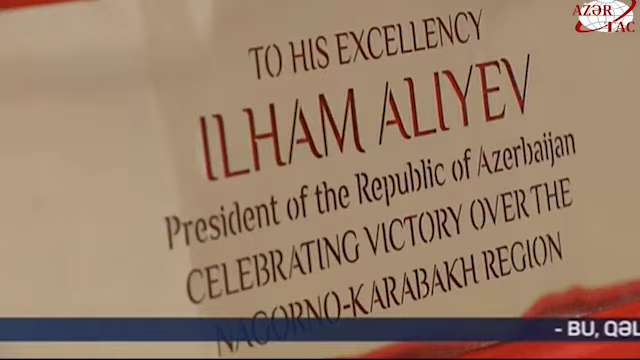 AZƏR
TAC
TO HIS EXCELLENCY
ILHAM ALIYEV
President of the Republic of Azerbaijan
CELEBRATING VICTORY OVER THE
NAGORNO-KARABAKH REGION
- BU, QƏL